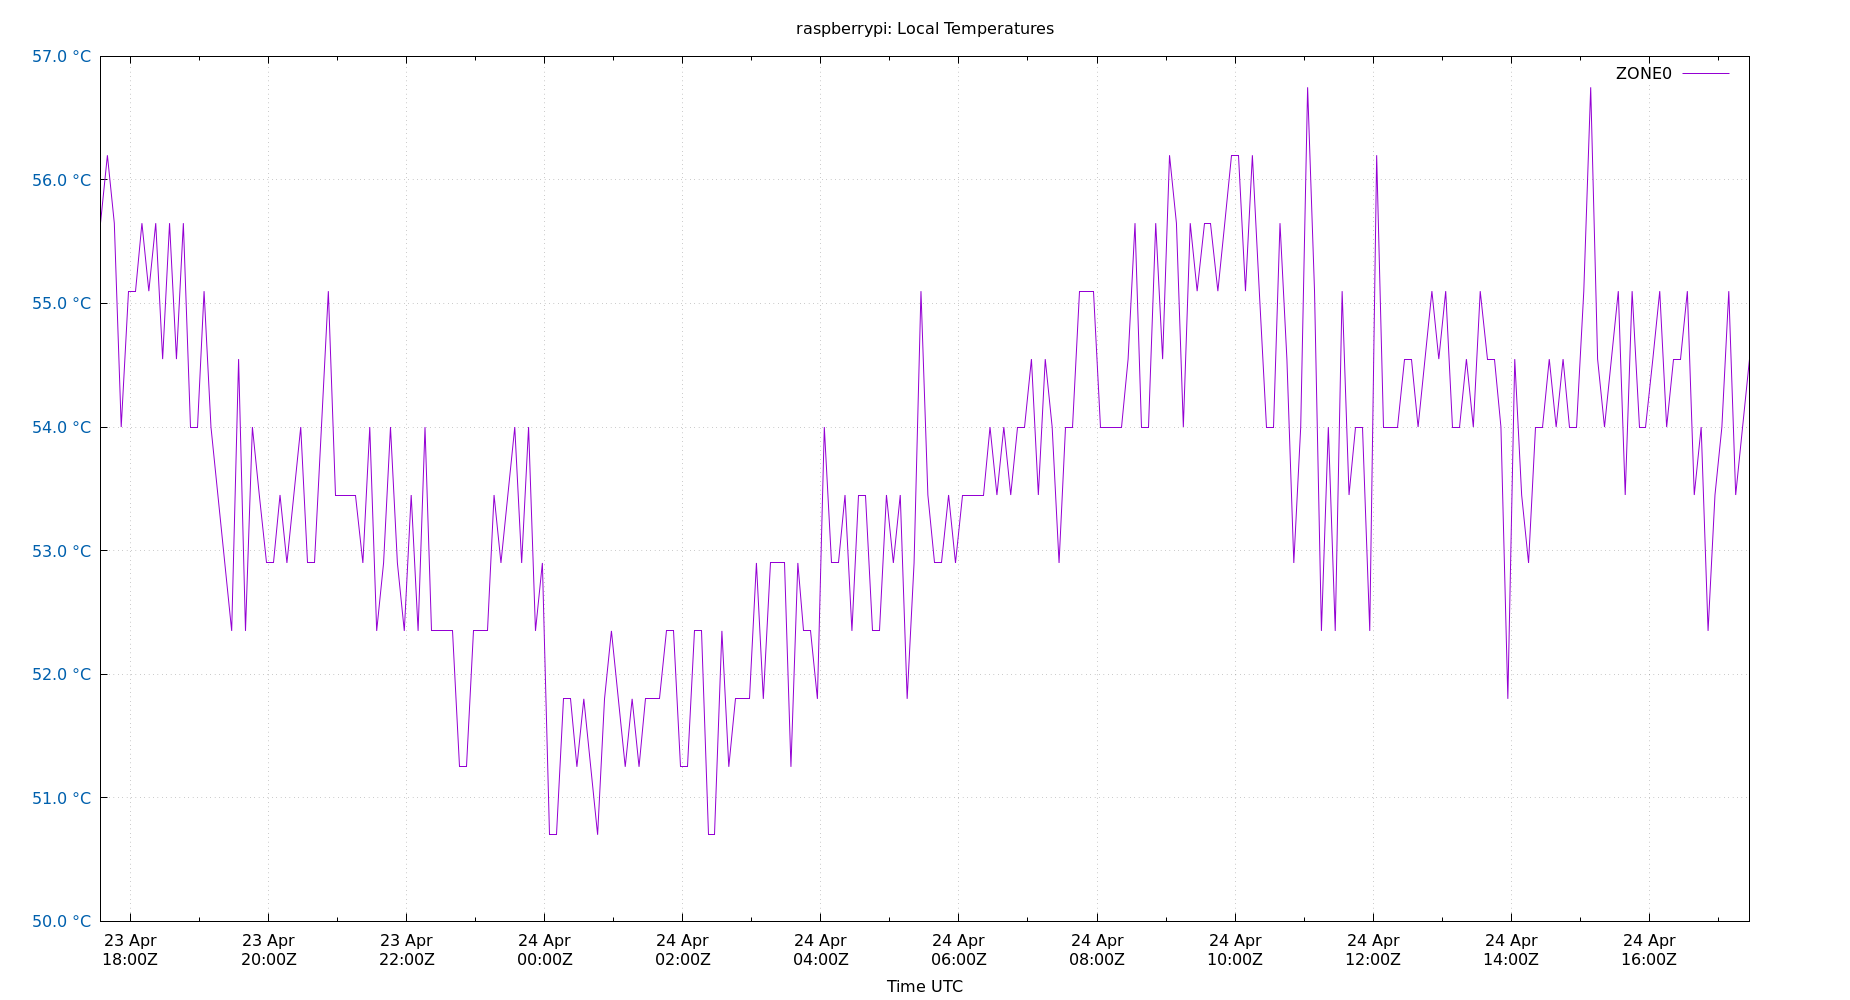 raspberrypi: Local Temperatures
57.0 °C
ZONE0
56.0 °C
55.0 °C
54.0 °C
53.0 °C
52.0 °C
51.0 °C
50.0 °C
23 Apr 23 Apr 23 Apr 24 Apr 24 Apr 24 Apr 24 Apr 24 Apr 24 Apr 24 Apr 24 Apr 24 Apr
18:00Z 20:00Z 22:00Z 00:00Z 02:00Z 04:00Z 06:00Z 08:00Z 10:00Z 12:00Z 14:00Z 16:00Z
Time UTC